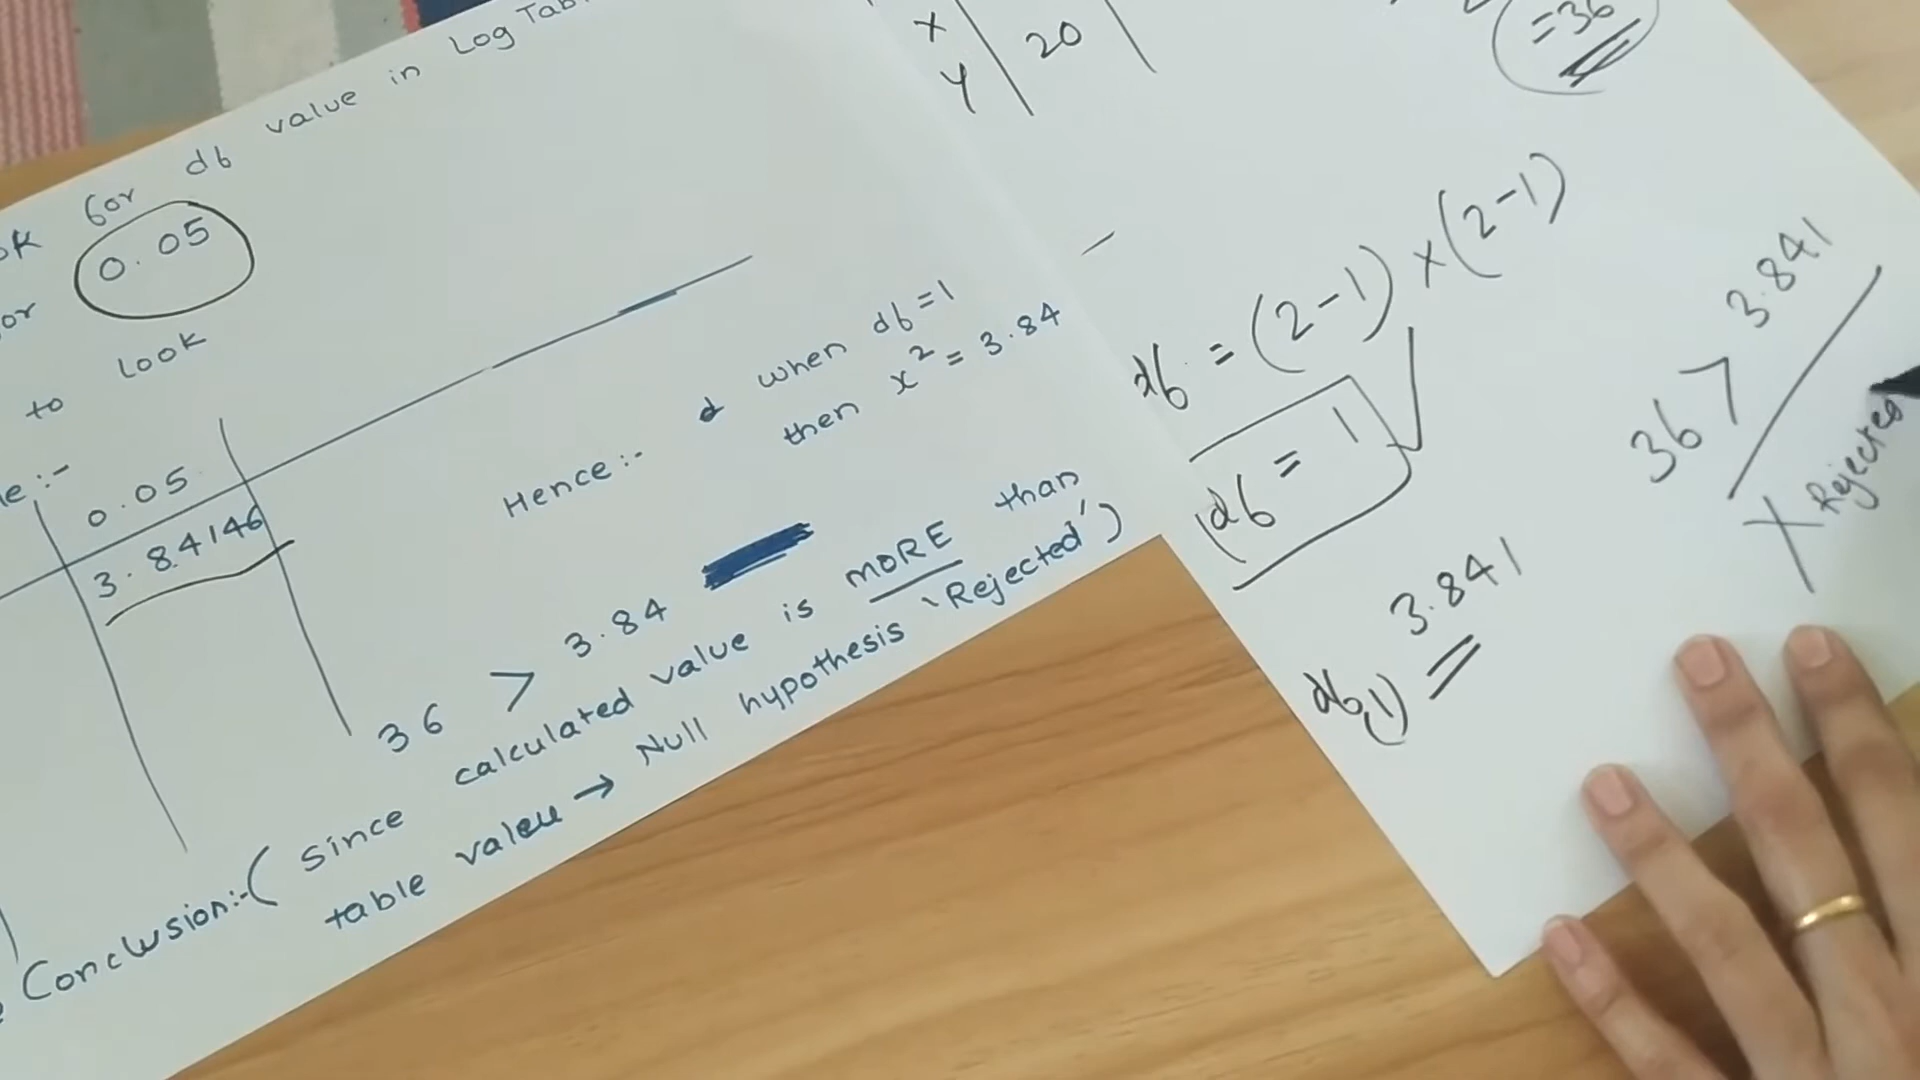 for db value in Log Tab
or 0.05
to look
0.05
3.84146
Hence:- d when db=1
then x² = 3.84
36 > 3.84
Conclusion:- ( since calculated value is MORE than
table valeu → Null hypothesis 'Rejected')
X
Y 20
=36
db = (2-1) × (2-1)
db = 1
db(1) 3.841
36 > 3.841
X Rejected